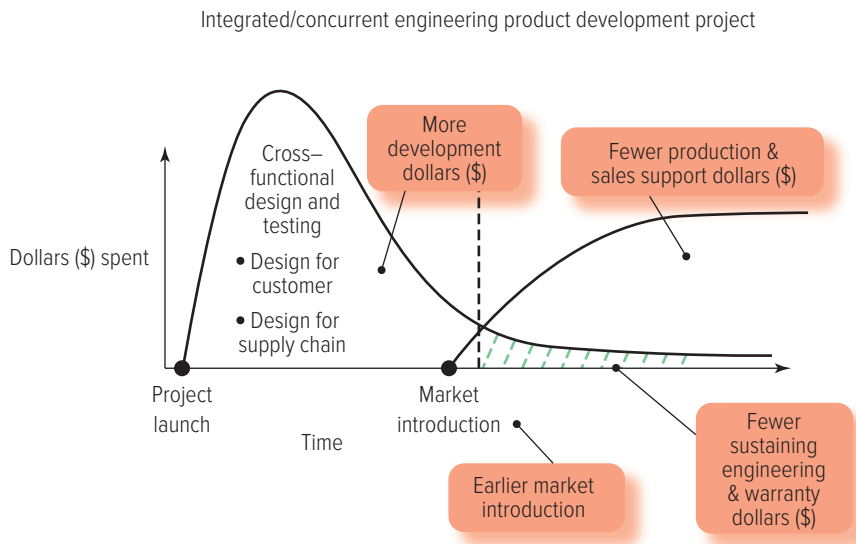 Integrated/concurrent engineering product development project
More
development
dollars ($)
Fewer production &
sales support dollars ($)
Cross–
functional
design and
testing
• Design for
customer
• Design for
supply chain
Dollars ($) spent
Project
launch
Market
introduction
Time
Earlier market
introduction
Fewer
sustaining
engineering
& warranty
dollars ($)